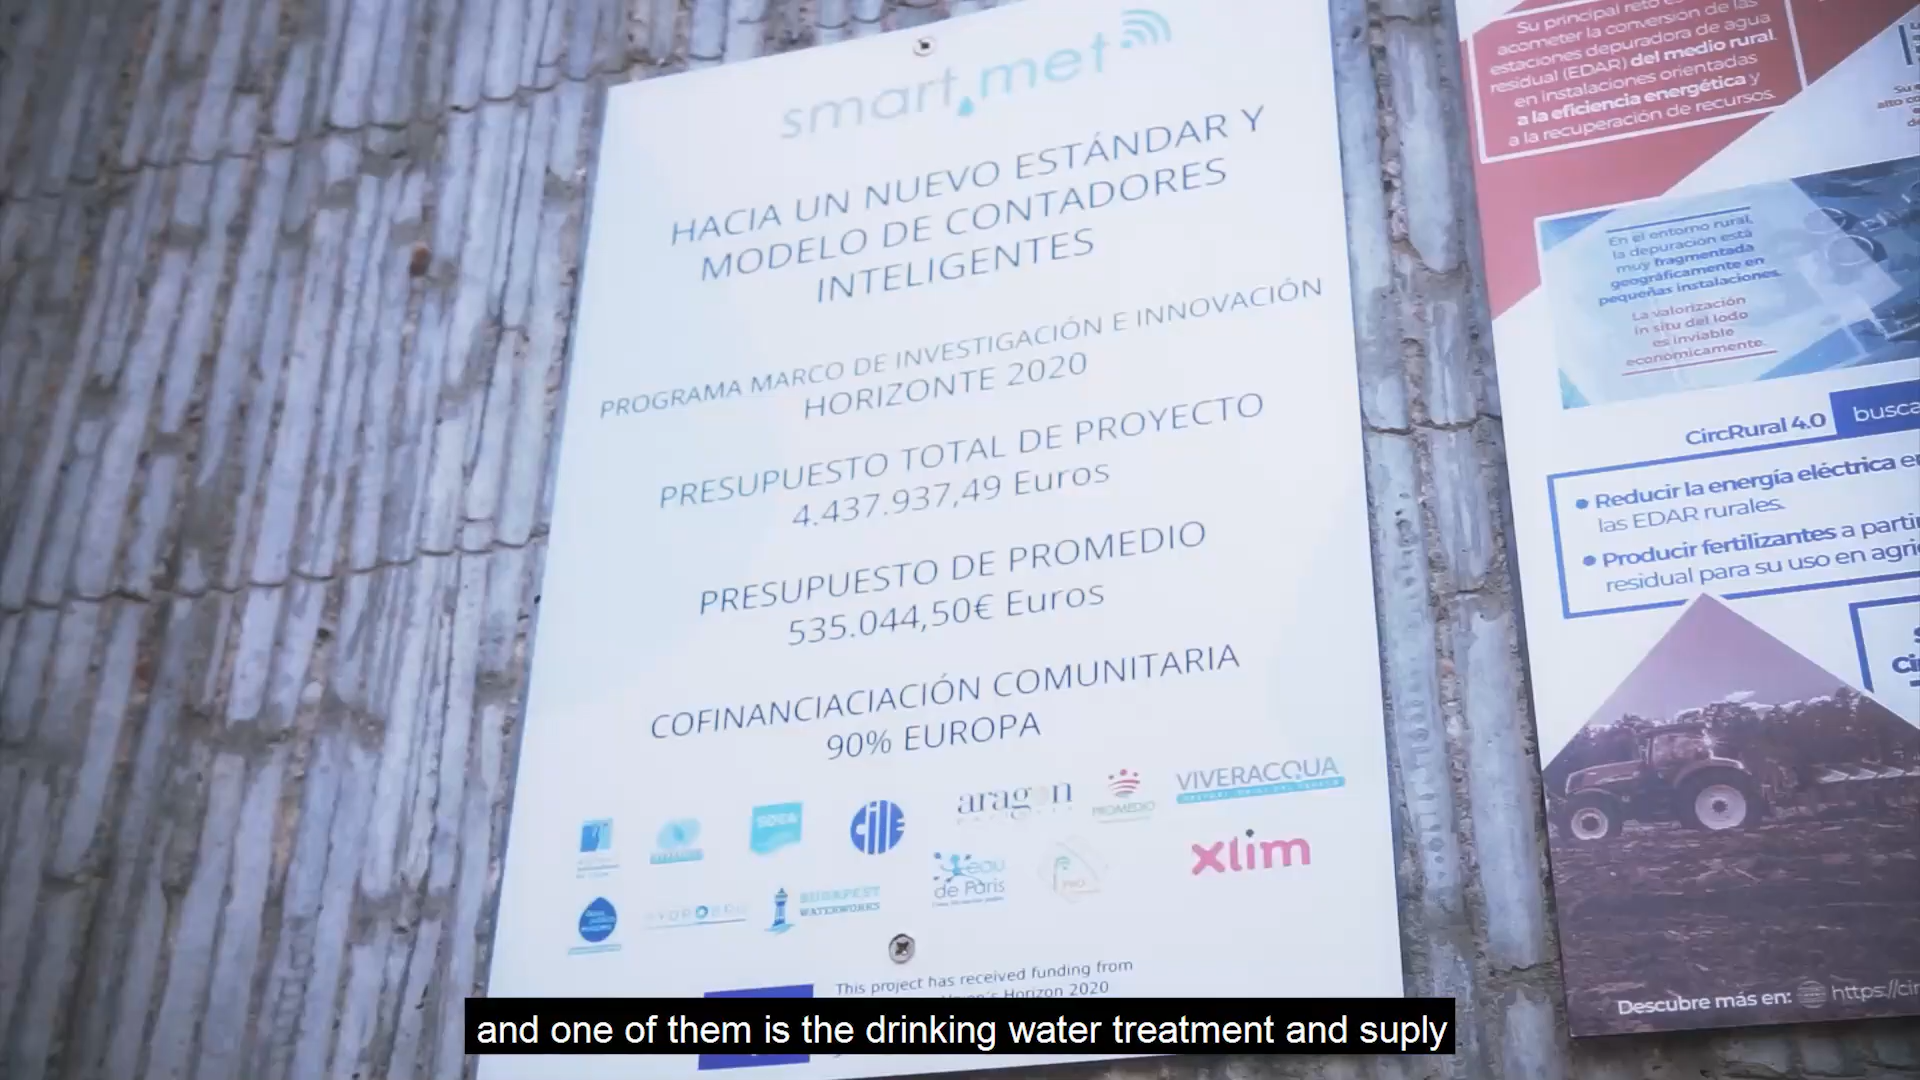 smart.met
HACIA UN NUEVO ESTÁNDAR Y
MODELO DE CONTADORES
INTELIGENTES
PROGRAMA MARCO DE INVESTIGACIÓN E INNOVACIÓN
HORIZONTE 2020
PRESUPUESTO TOTAL DE PROYECTO
4.437.937,49 Euros
PRESUPUESTO DE PROMEDIO
535.044,50€ Euros
COFINANCIACIACIÓN COMUNITARIA
90% EUROPA
SDEA
CILE
aragon
PROMEDIO
VIVERACQUA
BUDAPEST
WATERWORKS
eau
de Paris
xlim
This project has received funding from
Horizon 2020
Su principal reto
acometer la conversión de las
estaciones depuradora de agua
residual (EDAR) del medio rural
en instalaciones orientadas
a la eficiencia energética y
a la recuperación de recursos.
En el entorno rural,
la depuración está
muy fragmentada
geográficamente en
pequeñas instalaciones.
La valorización
in situ del lodo
es inviable
económicamente.
CircRural 4.0 busca
• Reducir la energía eléctrica en
las EDAR rurales.
• Producir fertilizantes a parti
residual para su uso en agri
Descubre más en: https://cir
and one of them is the drinking water treatment and suply